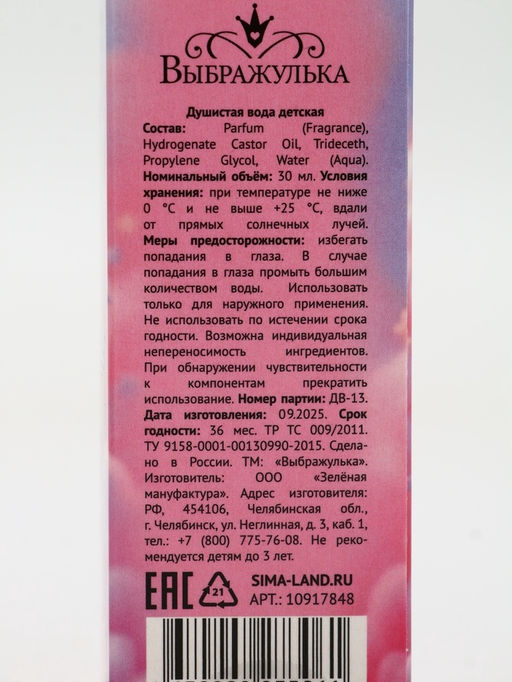 Выбражулька
Душистая вода детская
Состав: Parfum (Fragrance),
Hydrogenate Castor Oil, Trideceth,
Propylene Glycol, Water (Aqua).
Номинальный объём: 30 мл. Условия
хранения: при температуре не ниже
0 °C и не выше +25 °C, вдали
от прямых солнечных лучей.
Меры предосторожности: избегать
попадания в глаза. В случае
попадания в глаза промыть большим
количеством воды. Использовать
только для наружного применения.
Не использовать по истечении срока
годности. Возможна индивидуальная
непереносимость ингредиентов.
При обнаружении чувствительности
к компонентам прекратить
использование. Номер партии: ДВ-13.
Дата изготовления: 09.2025. Срок
годности: 36 мес. ТР ТС 009/2011.
ТУ 9158-0001-00130990-2015. Сдела-
но в России. ТМ: «Выбражулька».
Изготовитель: ООО «Зелёная
мануфактура». Адрес изготовителя:
РФ, 454106, Челябинская обл.,
г. Челябинск, ул. Неглинная, д. 3, каб. 1,
тел.: +7 (800) 775-76-08. Не реко-
мендуется детям до 3 лет.
EAC 21 SIMA-LAND.RU
АРТ.: 10917848